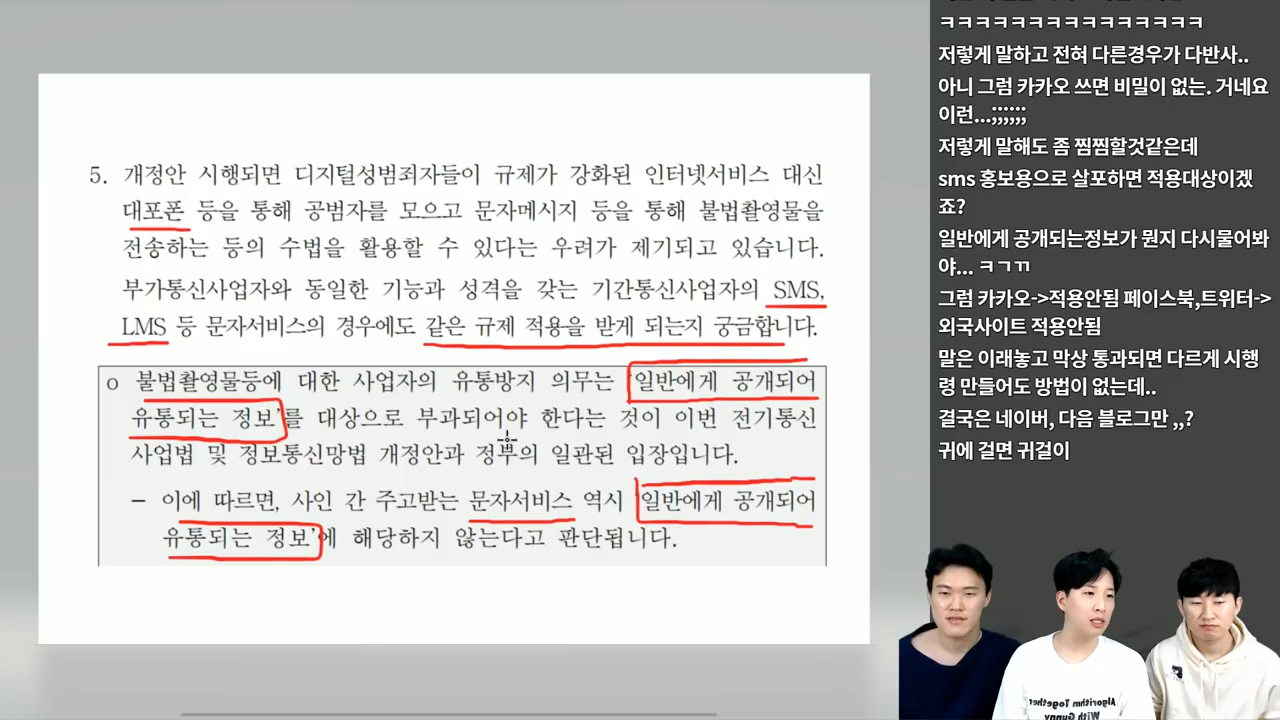 5. 개정안 시행되면 디지털성범죄자들이 규제가 강화된 인터넷서비스 대신
대포폰 등을 통해 공범자를 모으고 문자메시지 등을 통해 불법촬영물을
전송하는 등의 수법을 활용할 수 있다는 우려가 제기되고 있습니다.
부가통신사업자와 동일한 기능과 성격을 갖는 기간통신사업자의 SMS,
LMS 등 문자서비스의 경우에도 같은 규제 적용을 받게 되는지 궁금합니다.
o 불법촬영물등에 대한 사업자의 유통방지 의무는 '일반에게 공개되어
유통되는 정보'를 대상으로 부과되어야 한다는 것이 이번 전기통신
사업법 및 정보통신망법 개정안과 정부의 일관된 입장입니다.
- 이에 따르면, 사인 간 주고받는 문자서비스 역시 '일반에게 공개되어
유통되는 정보'에 해당하지 않는다고 판단됩니다.
ㅋㅋㅋㅋㅋㅋㅋㅋㅋㅋㅋㅋㅋㅋㅋ
저렇게 말하고 전혀 다른경우가 다반사..
아니 그럼 카카오 쓰면 비밀이 없는. 거네요
이런...;;;;;;
저렇게 말해도 좀 찜찜할것같은데
sms 홍보용으로 살포하면 적용대상이겠
죠?
일반에게 공개되는정보가 뭔지 다시물어봐
야... ㅋㄱㄲ
그럼 카카오->적용안됨 페이스북,트위터->
외국사이트 적용안됨
말은 이래놓고 막상 통과되면 다르게 시행
령 만들어도 방법이 없는데..
결국은 네이버, 다음 블로그만 ,,?
귀에 걸면 귀걸이
Algorithm Together
With Gunny